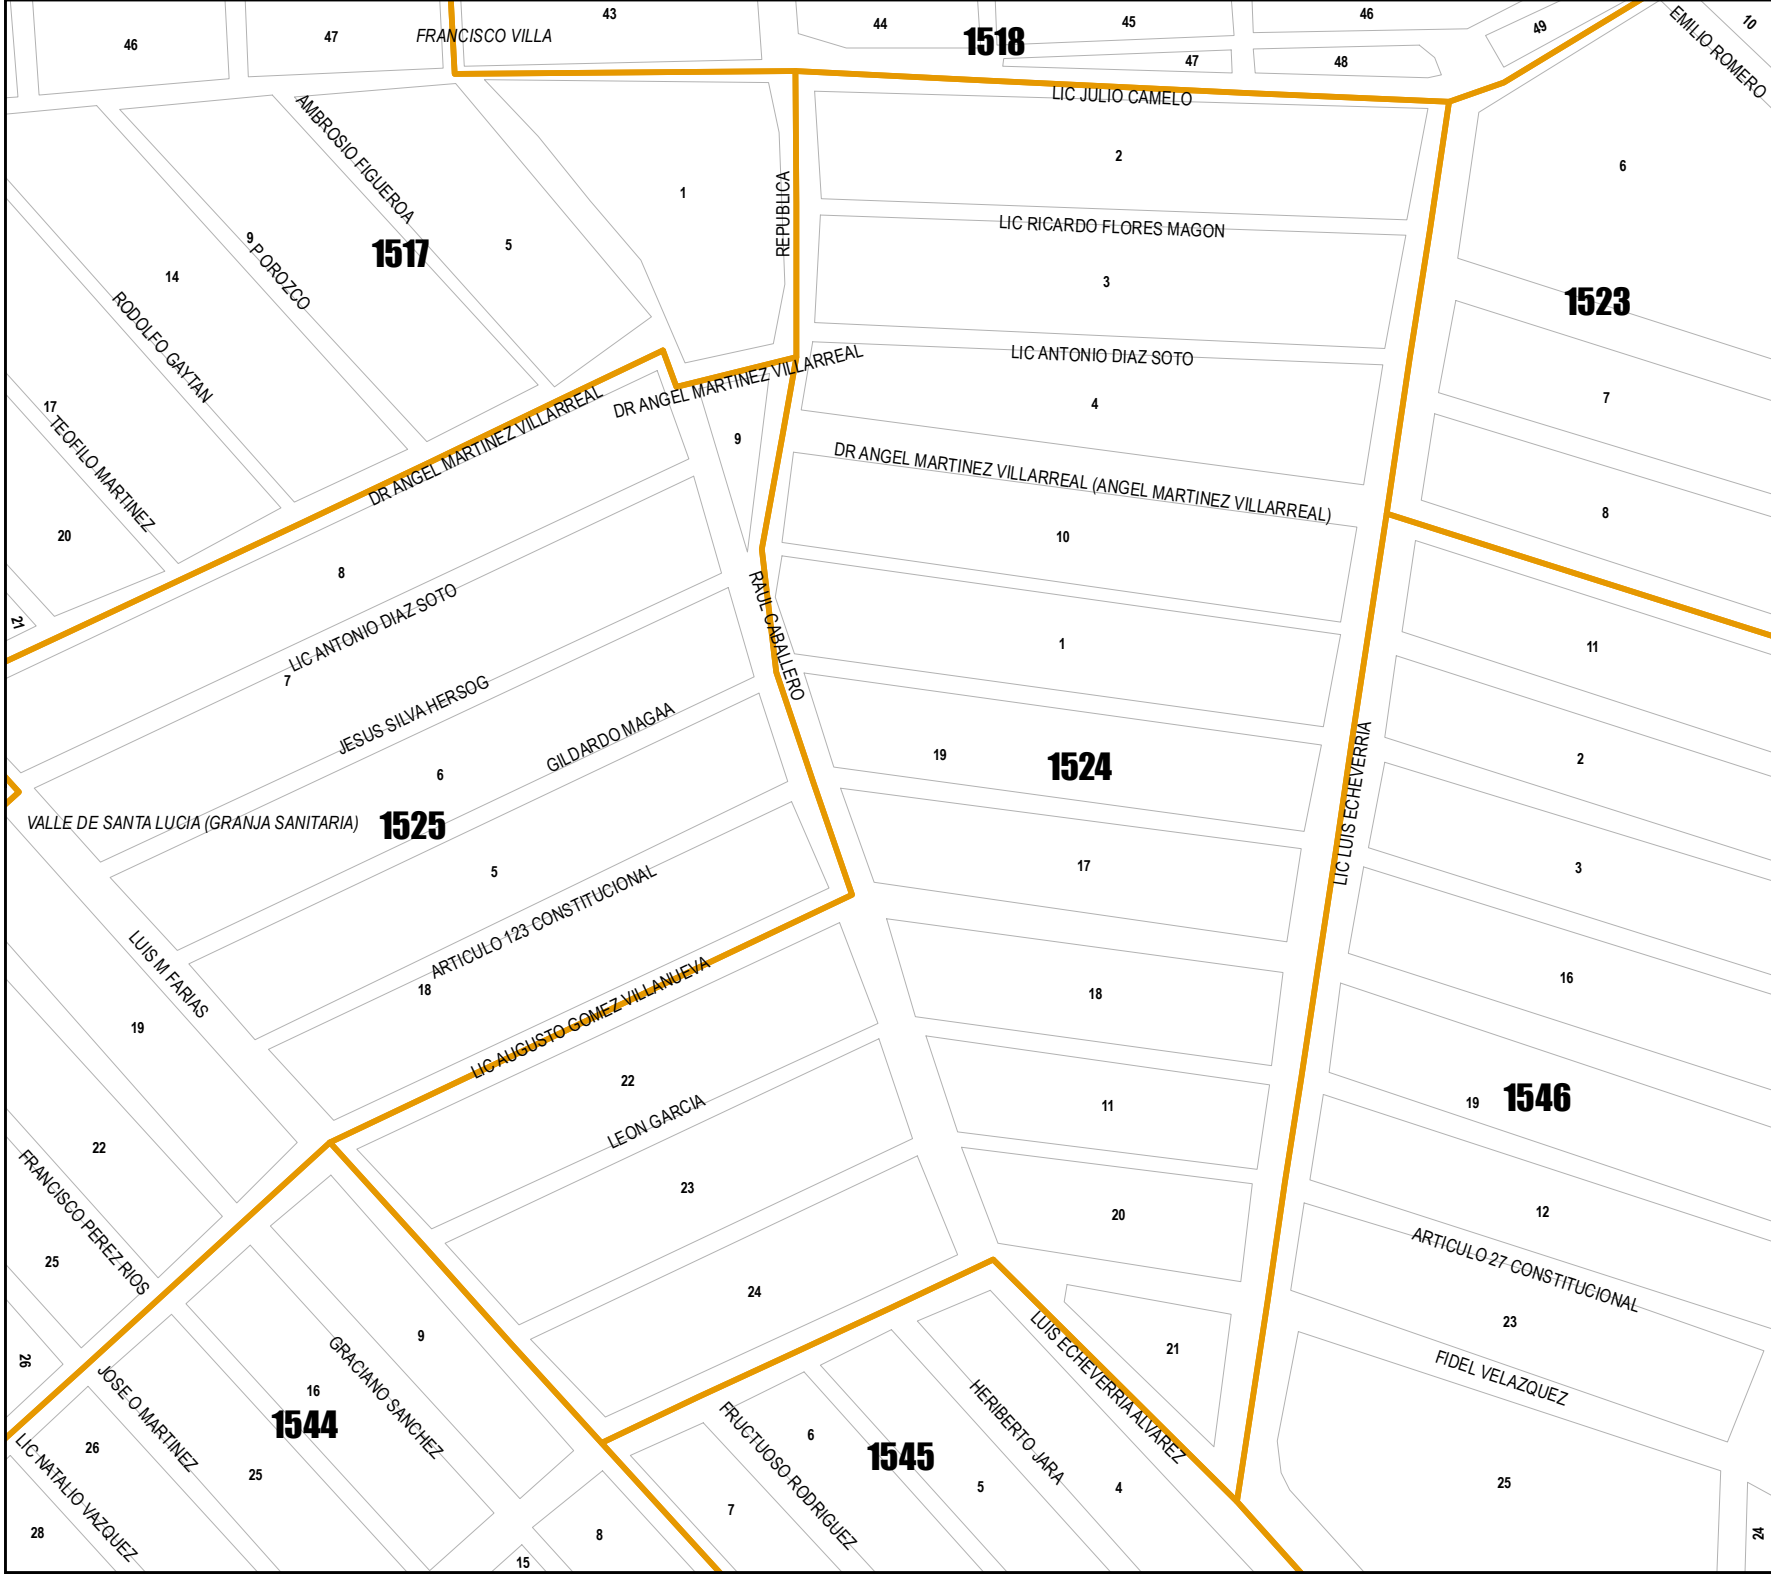 43
44
45
46
49
10
EMILIO ROMERO
46
47
FRANCISCO VILLA
1518
47
48
LIC JULIO CAMELO
AMBROSIO FIGUEROA
2
6
1
REPUBLICA
LIC RICARDO FLORES MAGON
9
P OROZCO
1517
5
14
3
1523
RODOLFO GAYTAN
LIC ANTONIO DIAZ SOTO
DR ANGEL MARTINEZ VILLARREAL
DR ANGEL MARTINEZ VILLARREAL
17
TEOFILO MARTINEZ
4
7
9
DR ANGEL MARTINEZ VILLARREAL (ANGEL MARTINEZ VILLARREAL)
20
8
10
8
21
LIC ANTONIO DIAZ SOTO
RAUL CABALLERO
1
11
7
JESUS SILVA HERSOG
GILDARDO MAGAA
6
19
1524
2
LIC LUIS ECHEVERRIA
VALLE DE SANTA LUCIA (GRANJA SANITARIA)
1525
5
17
3
ARTICULO 123 CONSTITUCIONAL
LUIS M FARIAS
18
LIC AUGUSTO GOMEZ VILLANUEVA
18
16
19
22
11
19
1546
LEON GARCIA
22
FRANCISCO PEREZ RIOS
23
20
12
ARTICULO 27 CONSTITUCIONAL
25
24
23
26
9
GRACIANO SANCHEZ
LUIS ECHEVERRIA ALVAREZ
21
FIDEL VELAZQUEZ
JOSE O MARTINEZ
16
1544
HERIBERTO JARA
FRUCTUOSO RODRIGUEZ
6
1545
26
LIC NATALIO VAZQUEZ
25
5
4
25
7
28
8
24
15